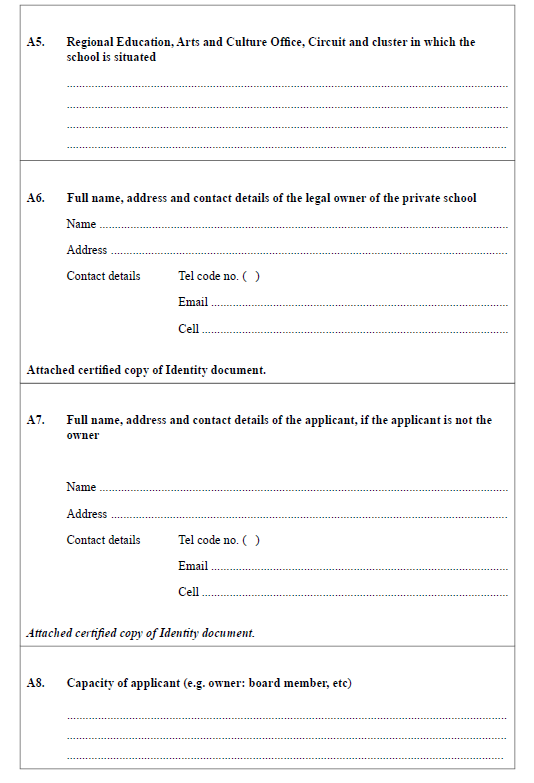 A5. Regional Education, Arts and Culture Office, Circuit and cluster in which the
school is situated
................................................................................
................................................................................
................................................................................
................................................................................
A6. Full name, address and contact details of the legal owner of the private school
Name ................................................................................
Address ................................................................................
Contact details Tel code no. ( )
Email ................................................................................
Cell ................................................................................
Attached certified copy of Identity document.
A7. Full name, address and contact details of the applicant, if the applicant is not the
owner
Name ................................................................................
Address ................................................................................
Contact details Tel code no. ( )
Email ................................................................................
Cell ................................................................................
Attached certified copy of Identity document.
A8. Capacity of applicant (e.g. owner: board member, etc)
................................................................................
................................................................................
................................................................................